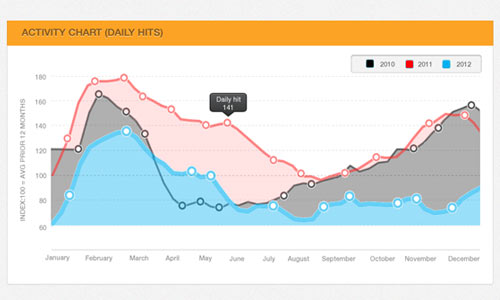 ACTIVITY CHART (DAILY HITS)
2010 2011 2012
180
160
140
120
100
80
60
INDEX:100 = AVG PRIOR 12 MONTHS
Daily hit
141
January February March April May June July August September October November December